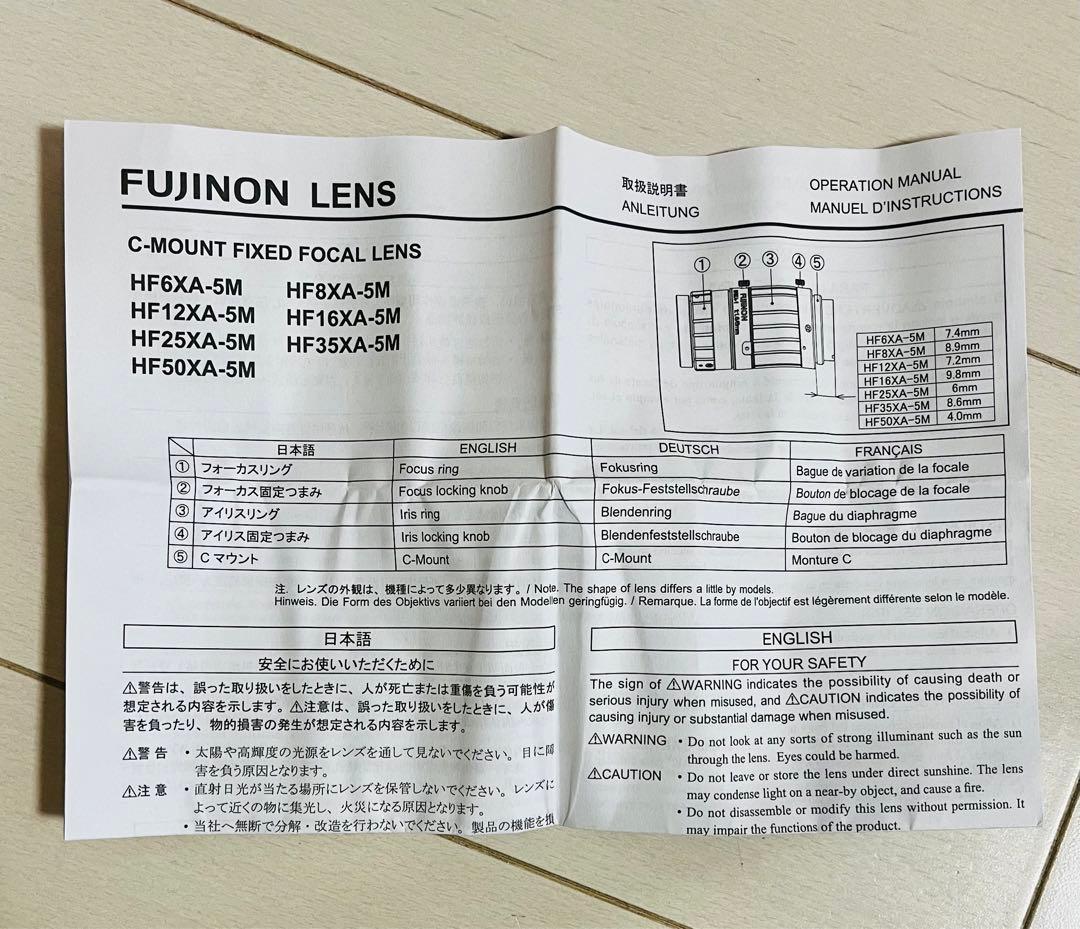 FUJINON LENS
取扱説明書
ANLEITUNG
OPERATION MANUAL
MANUEL D'INSTRUCTIONS
C-MOUNT FIXED FOCAL LENS
HF6XA-5M HF8XA-5M
HF12XA-5M HF16XA-5M
HF25XA-5M HF35XA-5M
HF50XA-5M
① ② ③ ④ ⑤
FUJINON
HF6XA-5M 7.4mm
HF8XA-5M 8.9mm
HF12XA-5M 7.2mm
HF16XA-5M 9.8mm
HF25XA-5M 6mm
HF35XA-5M 8.6mm
HF50XA-5M 4.0mm
日本語 ENGLISH DEUTSCH FRANÇAIS
① フォーカスリング Focus ring Fokusring Bague de variation de la focale
② フォーカス固定つまみ Focus locking knob Fokus-Feststellschraube Bouton de blocage de la focale
③ アイリスリング Iris ring Blendenring Bague du diaphragme
④ アイリス固定つまみ Iris locking knob Blendenfeststellschraube Bouton de blocage du diaphragme
⑤ C マウント C-Mount C-Mount Monture C
注. レンズの外観は、機種によって多少異なります。/ Note. The shape of lens differs a little by models.
Hinweis. Die Form des Objektivs variiert bei den Modellen geringfügig. / Remarque. La forme de l'objectif est légèrement différente selon le modèle.
日本語
安全にお使いいただくために
⚠警告は、誤った取り扱いをしたときに、人が死亡または重傷を負う可能性が
想定される内容を示します。⚠注意は、誤った取り扱いをしたときに、人が傷
害を負ったり、物的損害の発生が想定される内容を示します。
⚠警告 ・太陽や高輝度の光源をレンズを通して見ないでください。目に障
害を負う原因となります。
⚠注意 ・直射日光が当たる場所にレンズを保管しないでください。レンズに
よって近くの物に集光し、火災になる原因となります。
・当社へ無断で分解・改造を行わないでください。製品の機能を損
ENGLISH
FOR YOUR SAFETY
The sign of ⚠WARNING indicates the possibility of causing death or
serious injury when misused, and ⚠CAUTION indicates the possibility of
causing injury or substantial damage when misused.
⚠WARNING • Do not look at any sorts of strong illuminant such as the sun
through the lens. Eyes could be harmed.
⚠CAUTION • Do not leave or store the lens under direct sunshine. The lens
may condense light on a near-by object, and cause a fire.
• Do not disassemble or modify this lens without permission. It
may impair the functions of the product.